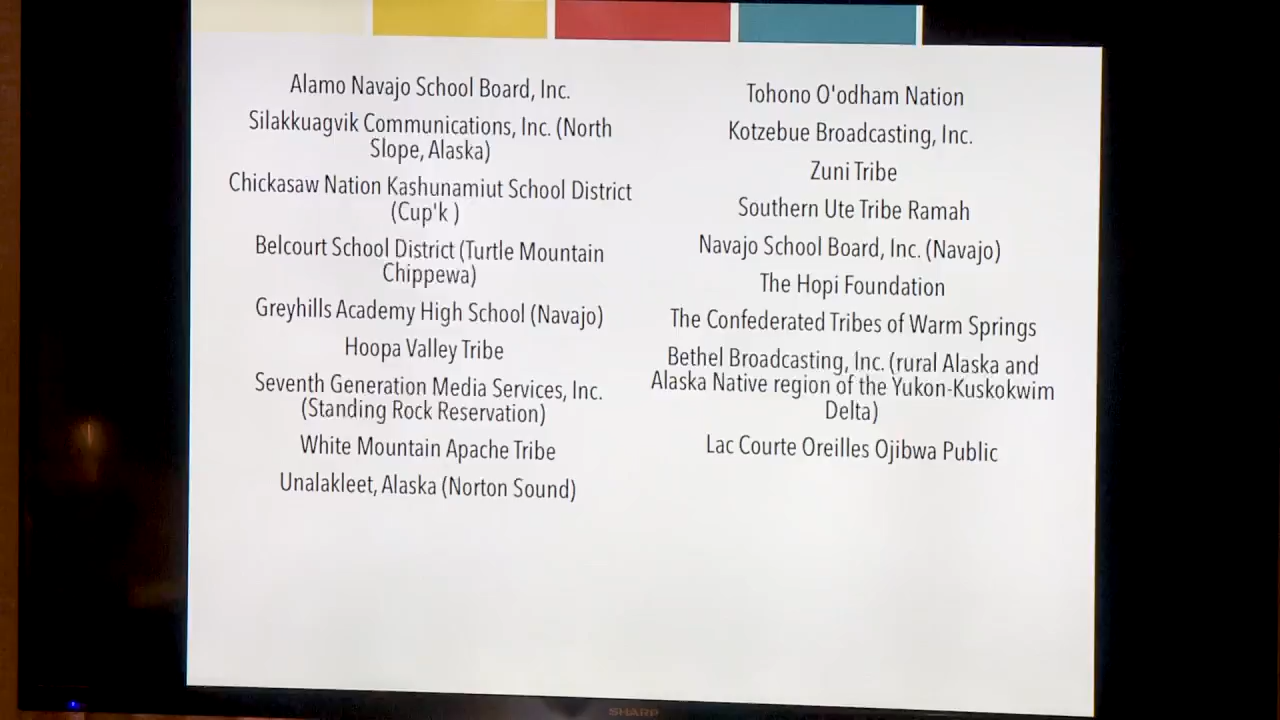 Alamo Navajo School Board, Inc.
Silakkuagvik Communications, Inc. (North
Slope, Alaska)
Chickasaw Nation Kashunamiut School District
(Cup'k )
Belcourt School District (Turtle Mountain
Chippewa)
Greyhills Academy High School (Navajo)
Hoopa Valley Tribe
Seventh Generation Media Services, Inc.
(Standing Rock Reservation)
White Mountain Apache Tribe
Unalakleet, Alaska (Norton Sound)
Tohono O'odham Nation
Kotzebue Broadcasting, Inc.
Zuni Tribe
Southern Ute Tribe Ramah
Navajo School Board, Inc. (Navajo)
The Hopi Foundation
The Confederated Tribes of Warm Springs
Bethel Broadcasting, Inc. (rural Alaska and
Alaska Native region of the Yukon-Kuskokwim
Delta)
Lac Courte Oreilles Ojibwa Public
SHARP